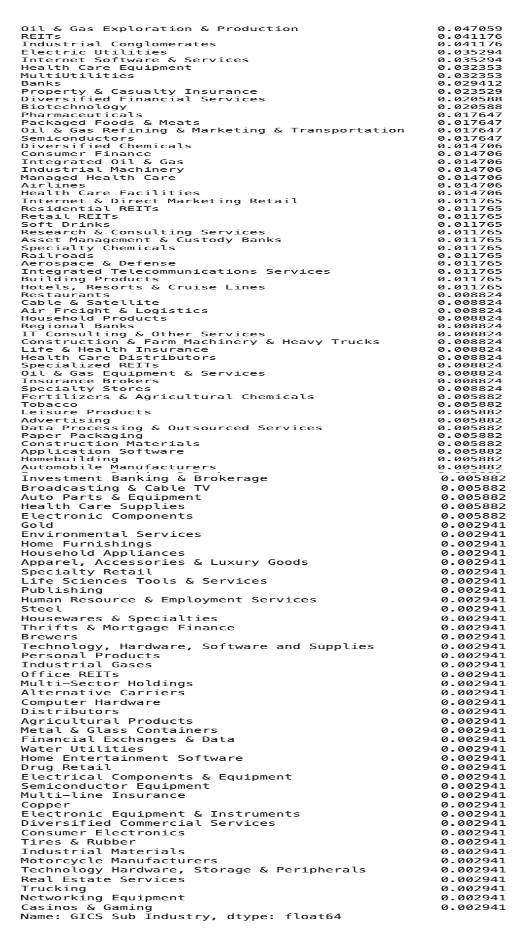 Oil & Gas Exploration & Production 0.047059
REITs 0.041176
Industrial Conglomerates 0.041176
Electric Utilities 0.035294
Internet Software & Services 0.035294
Health Care Equipment 0.032353
MultiUtilities 0.032353
Banks 0.029412
Property & Casualty Insurance 0.023529
Diversified Financial Services 0.020588
Biotechnology 0.020588
Pharmaceuticals 0.017647
Packaged Foods & Meats 0.017647
Oil & Gas Refining & Marketing & Transportation 0.017647
Semiconductors 0.017647
Diversified Chemicals 0.014706
Consumer Finance 0.014706
Integrated Oil & Gas 0.014706
Industrial Machinery 0.014706
Managed Health Care 0.014706
Airlines 0.014706
Health Care Facilities 0.014706
Internet & Direct Marketing Retail 0.011765
Residential REITs 0.011765
Retail REITs 0.011765
Soft Drinks 0.011765
Research & Consulting Services 0.011765
Asset Management & Custody Banks 0.011765
Specialty Chemicals 0.011765
Railroads 0.011765
Aerospace & Defense 0.011765
Integrated Telecommunications Services 0.011765
Building Products 0.011765
Hotels, Resorts & Cruise Lines 0.011765
Restaurants 0.008824
Cable & Satellite 0.008824
Air Freight & Logistics 0.008824
Household Products 0.008824
Regional Banks 0.008824
IT Consulting & Other Services 0.008824
Construction & Farm Machinery & Heavy Trucks 0.008824
Life & Health Insurance 0.008824
Health Care Distributors 0.008824
Specialized REITs 0.008824
Oil & Gas Equipment & Services 0.008824
Insurance Brokers 0.008824
Specialty Stores 0.008824
Fertilizers & Agricultural Chemicals 0.005882
Tobacco 0.005882
Leisure Products 0.005882
Advertising 0.005882
Data Processing & Outsourced Services 0.005882
Paper Packaging 0.005882
Construction Materials 0.005882
Application Software 0.005882
Homebuilding 0.005882
Automobile Manufacturers 0.005882
Investment Banking & Brokerage 0.005882
Broadcasting & Cable TV 0.005882
Auto Parts & Equipment 0.005882
Health Care Supplies 0.005882
Electronic Components 0.005882
Gold 0.002941
Environmental Services 0.002941
Home Furnishings 0.002941
Household Appliances 0.002941
Apparel, Accessories & Luxury Goods 0.002941
Specialty Retail 0.002941
Life Sciences Tools & Services 0.002941
Publishing 0.002941
Human Resource & Employment Services 0.002941
Steel 0.002941
Housewares & Specialties 0.002941
Thrifts & Mortgage Finance 0.002941
Brewers 0.002941
Technology, Hardware, Software and Supplies 0.002941
Personal Products 0.002941
Industrial Gases 0.002941
Office REITs 0.002941
Multi-Sector Holdings 0.002941
Alternative Carriers 0.002941
Computer Hardware 0.002941
Distributors 0.002941
Agricultural Products 0.002941
Metal & Glass Containers 0.002941
Financial Exchanges & Data 0.002941
Water Utilities 0.002941
Home Entertainment Software 0.002941
Drug Retail 0.002941
Electrical Components & Equipment 0.002941
Semiconductor Equipment 0.002941
Multi-line Insurance 0.002941
Copper 0.002941
Electronic Equipment & Instruments 0.002941
Diversified Commercial Services 0.002941
Consumer Electronics 0.002941
Tires & Rubber 0.002941
Industrial Materials 0.002941
Motorcycle Manufacturers 0.002941
Technology Hardware, Storage & Peripherals 0.002941
Real Estate Services 0.002941
Trucking 0.002941
Networking Equipment 0.002941
Casinos & Gaming 0.002941
Name: GICS Sub Industry, dtype: float64